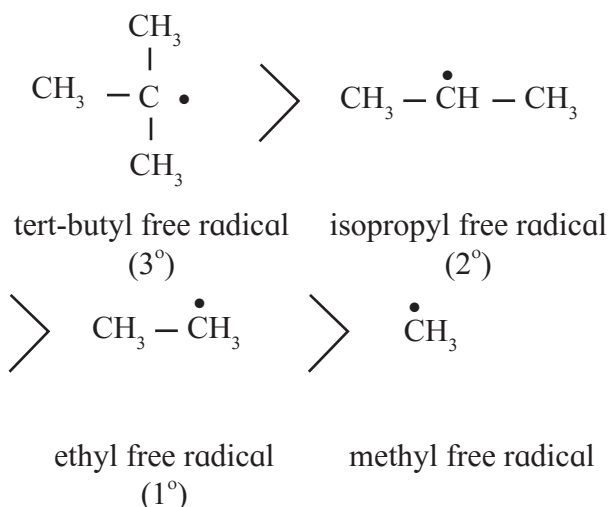 CH₃
CH₃ – C • > CH₃ – ĊH – CH₃
CH₃
tert-butyl free radical isopropyl free radical
(3°) (2°)
> CH₃ – ĊH₃ > ĊH₃
ethyl free radical methyl free radical
(1°)